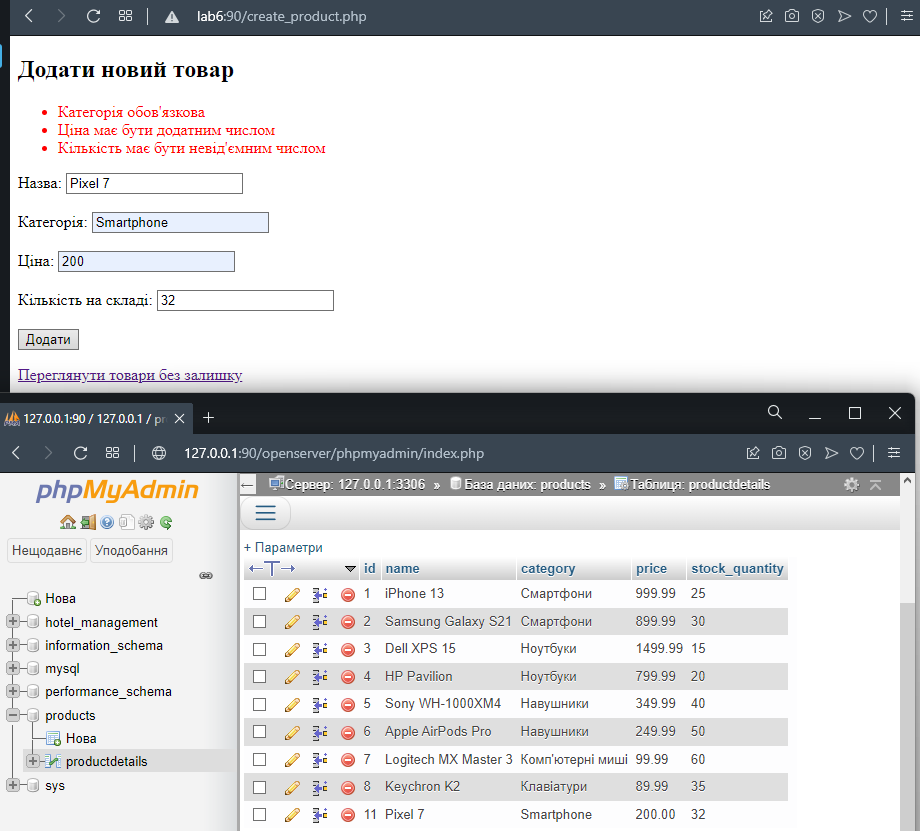 lab6:90/create_product.php
Додати новий товар
Категорія обов'язкова
Ціна має бути додатним числом
Кількість має бути невід'ємним числом
Назва: Pixel 7
Категорія: Smartphone
Ціна: 200
Кількість на складі: 32
Додати
Переглянути товари без залишку
127.0.0.1:90 / 127.0.0.1 / pr
127.0.0.1:90/openserver/phpmyadmin/index.php
phpMyAdmin
Нещодавнє Уподобання
Нова
hotel_management
information_schema
mysql
performance_schema
products
Нова
productdetails
sys
Сервер: 127.0.0.1:3306 » База даних: products » Таблиця: productdetails
+ Параметри
←T→ id name category price stock_quantity
1 iPhone 13 Смартфони 999.99 25
2 Samsung Galaxy S21 Смартфони 899.99 30
3 Dell XPS 15 Ноутбуки 1499.99 15
4 HP Pavilion Ноутбуки 799.99 20
5 Sony WH-1000XM4 Навушники 349.99 40
6 Apple AirPods Pro Навушники 249.99 50
7 Logitech MX Master 3 Комп'ютерні миші 99.99 60
8 Keychron K2 Клавіатури 89.99 35
11 Pixel 7 Smartphone 200.00 32